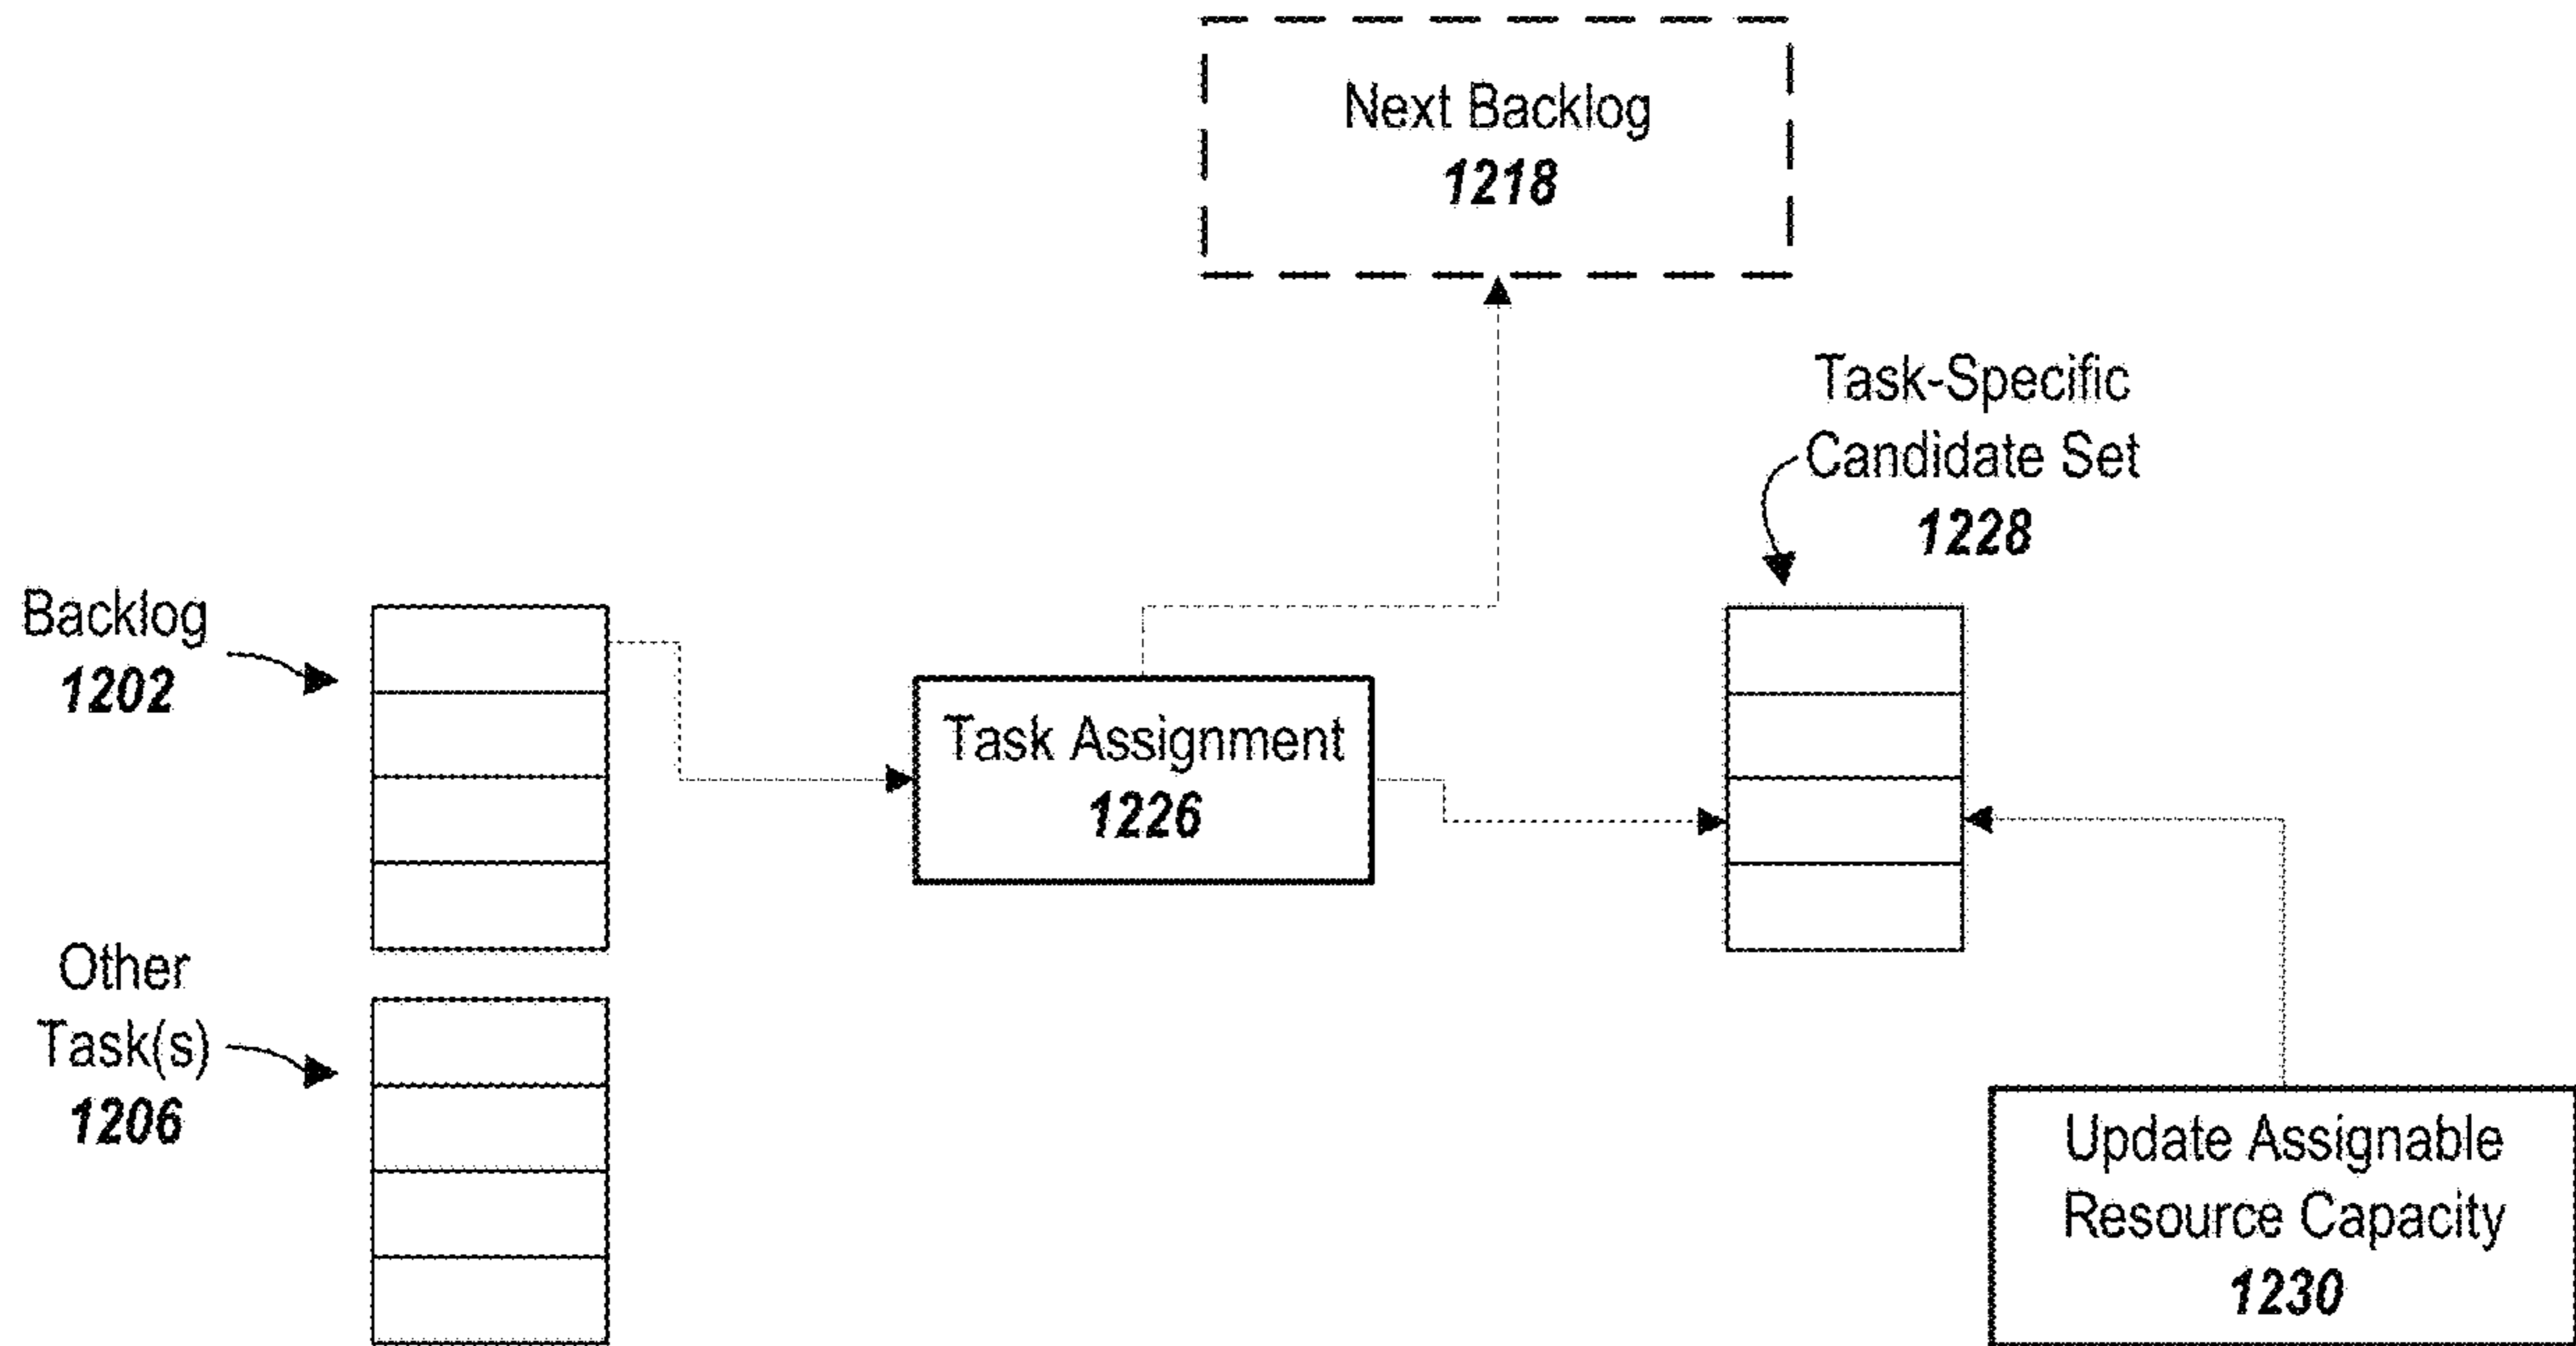 Next Backlog
1218
Task-Specific
Candidate Set
1228
Backlog
1202
Task Assignment
1226
Other
Task(s)
1206
Update Assignable
Resource Capacity
1230